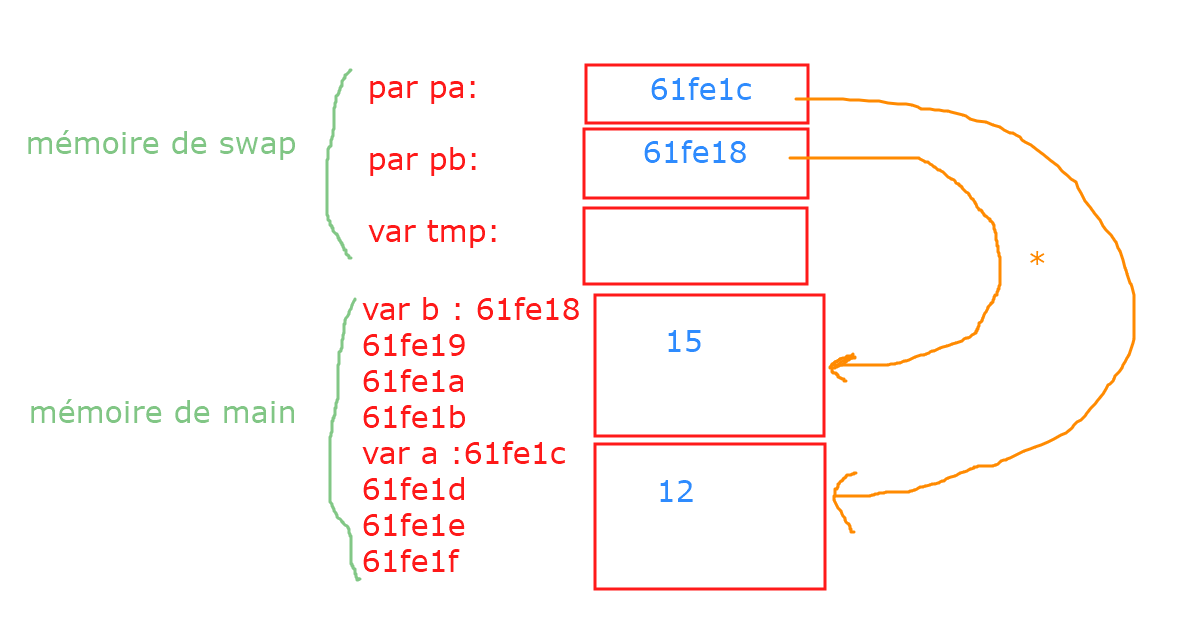 par pa:
61fe1c
mémoire de swap
par pb:
61fe18
var tmp:
*
var b : 61fe18
61fe19
15
61fe1a
mémoire de main
61fe1b
var a :61fe1c
61fe1d
12
61fe1e
61fe1f